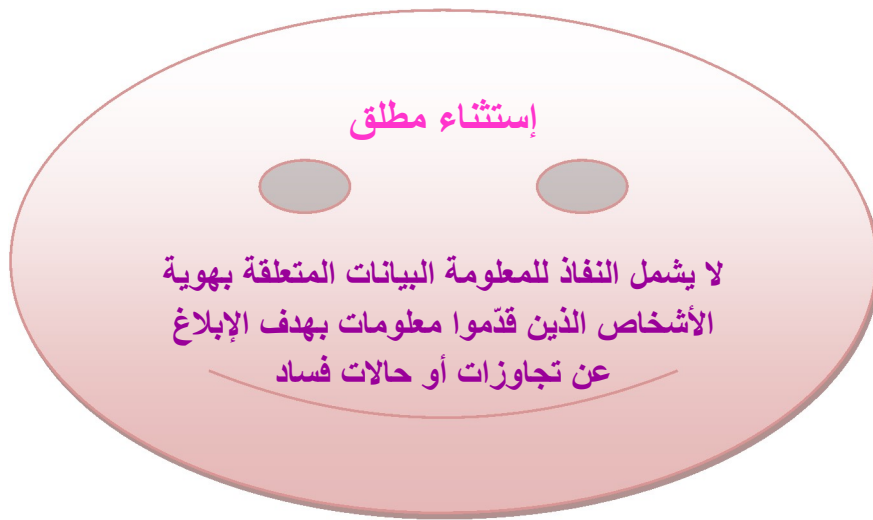 إستثناء مطلق
لا يشمل النفاذ للمعلومة البيانات المتعلقة بهوية
الأشخاص الذين قدّموا معلومات بهدف الإبلاغ
عن تجاوزات أو حالات فساد